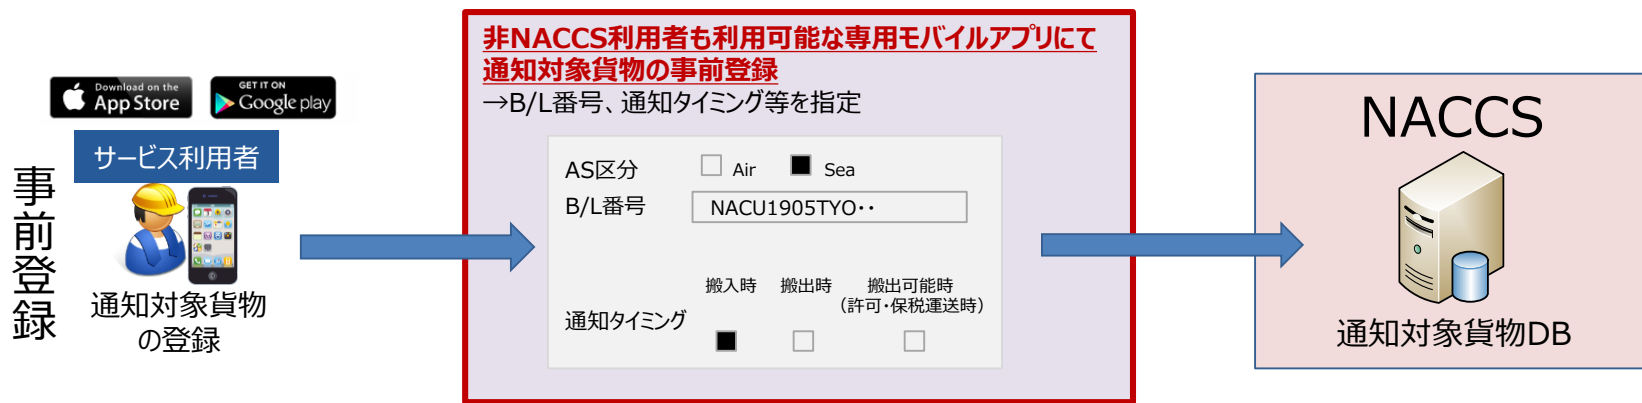 事前登録
Download on the
App Store
GET IT ON
Google play
サービス利用者
通知対象貨物
の登録
非NACCS利用者も利用可能な専用モバイルアプリにて
通知対象貨物の事前登録
→B/L番号、通知タイミング等を指定
AS区分 Air Sea
B/L番号 NACU1905TYO・・
搬入時 搬出時 搬出可能時
（許可・保税運送時）
通知タイミング
NACCS
通知対象貨物DB